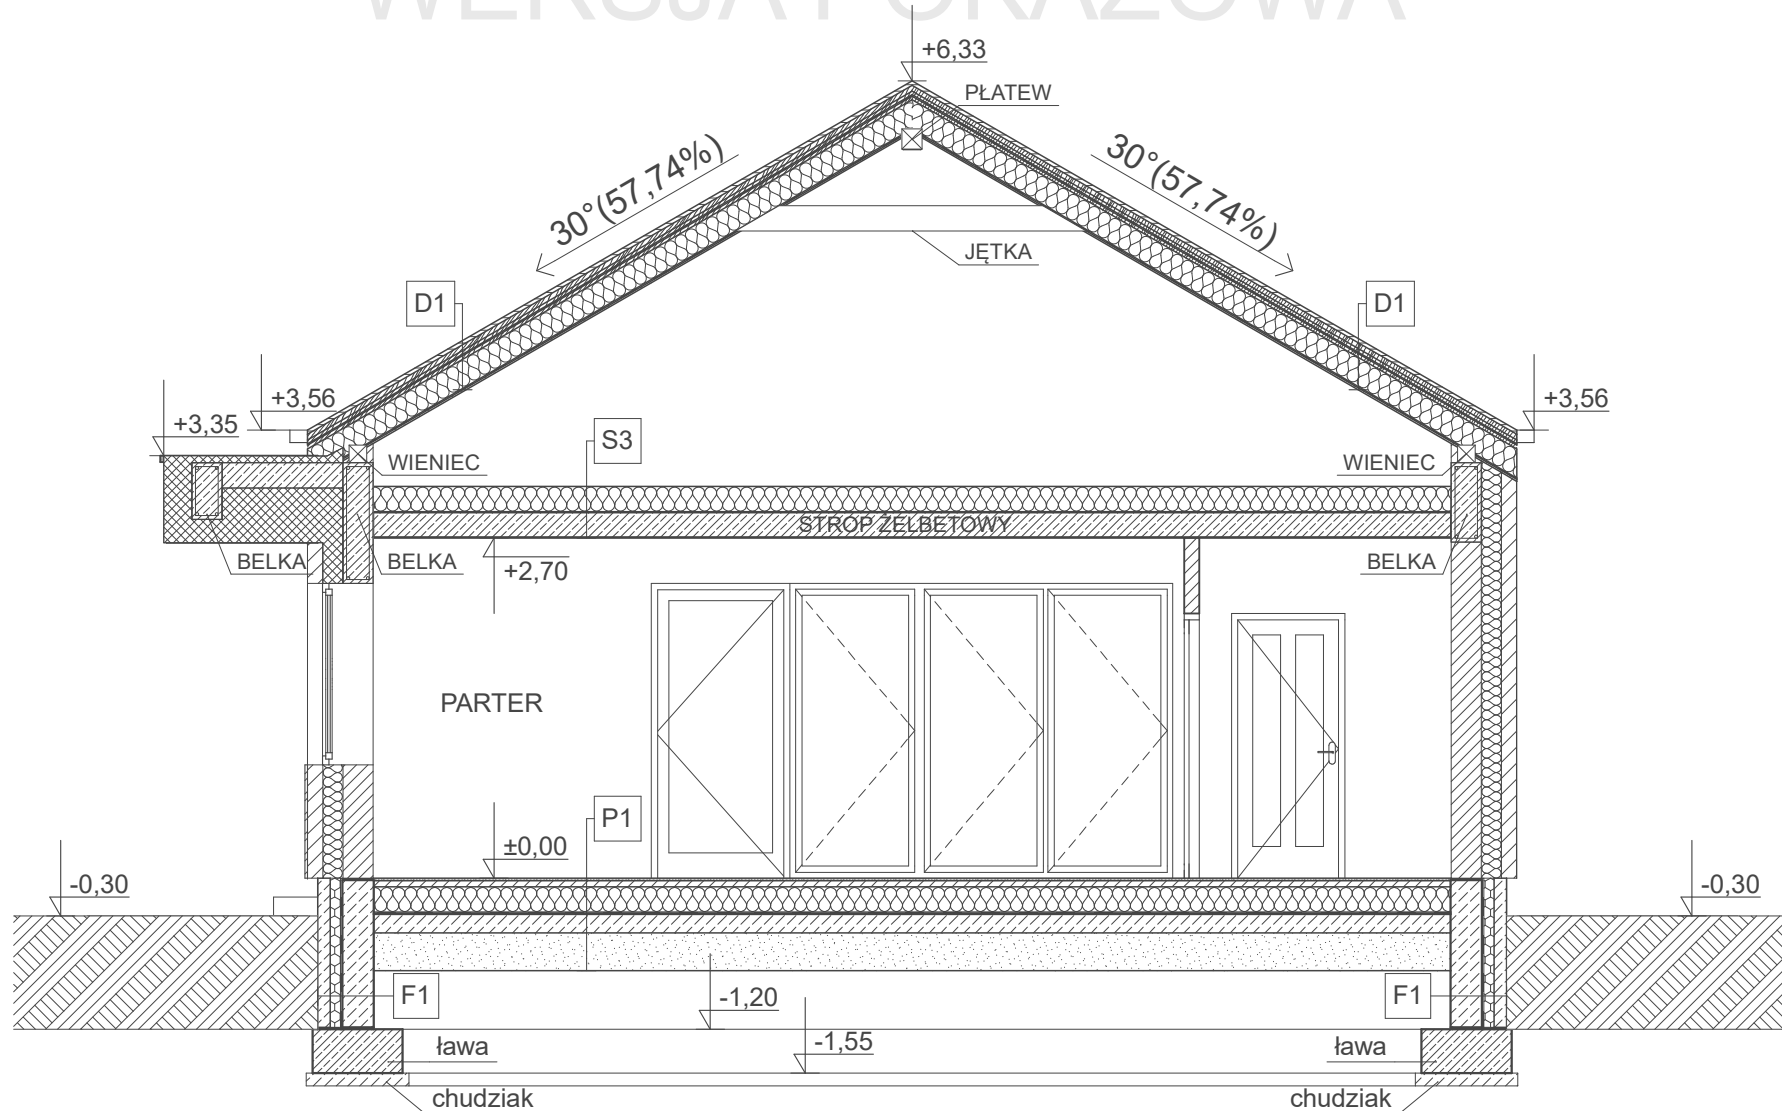 WERSJA POKAZOWA
+6,33
PŁATEW
30°(57,74%)
30°(57,74%)
JĘTKA
D1
D1
+3,56
+3,56
+3,35
S3
WIENIEC
WIENIEC
STROP ŻELBETOWY
BELKA
BELKA
BELKA
+2,70
PARTER
P1
±0,00
-0,30
-0,30
F1
F1
-1,20
-1,55
ława
ława
chudziak
chudziak